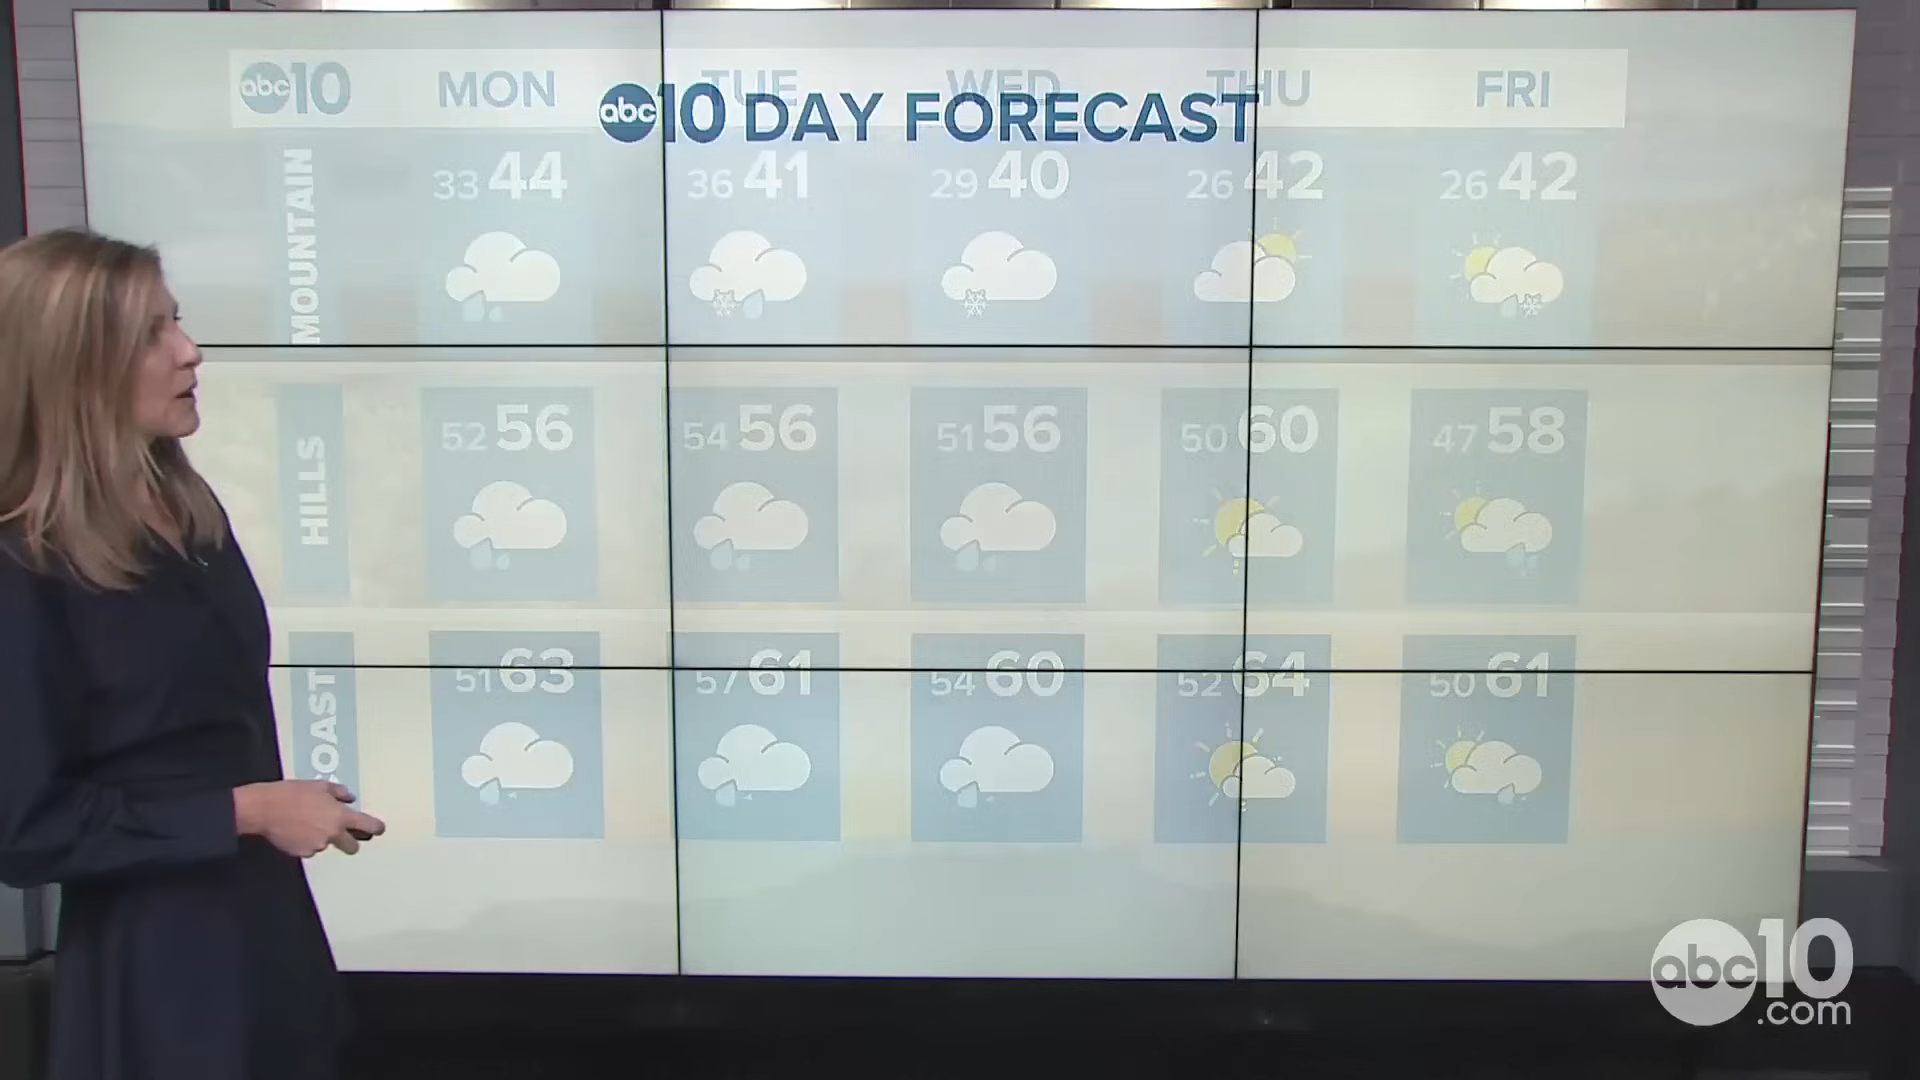 abc10 MON TUE WED THU FRI
abc10 DAY FORECAST
MOUNTAIN
33 44 36 41 29 40 26 42 26 42
HILLS
52 56 54 56 51 56 50 60 47 58
COAST
51 63 57 61 54 60 52 64 50 61
abc10
.com